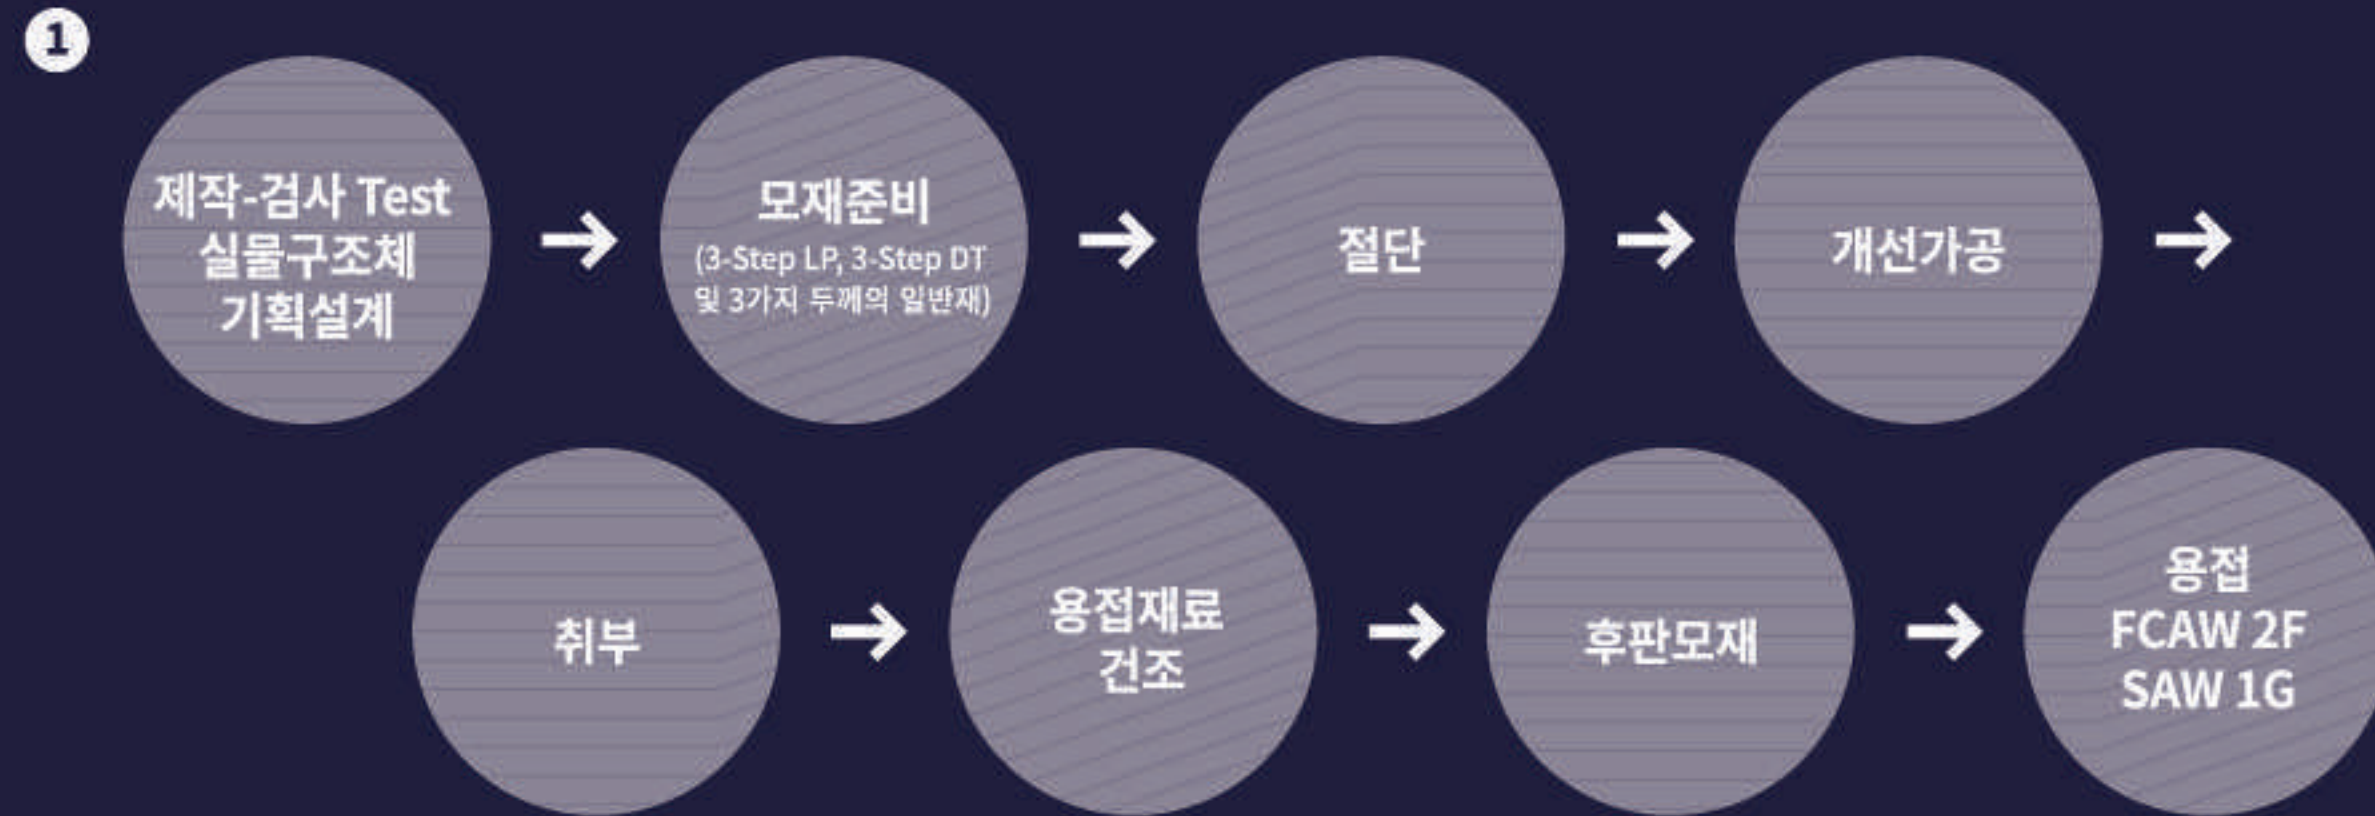 1
제작-검사 Test
실물구조체
기획설계
모재준비
(3-Step LP, 3-Step DT
및 3가지 두께의 일반재)
절단
개선가공
취부
용접재료
건조
후판모재
용접
FCAW 2F
SAW 1G